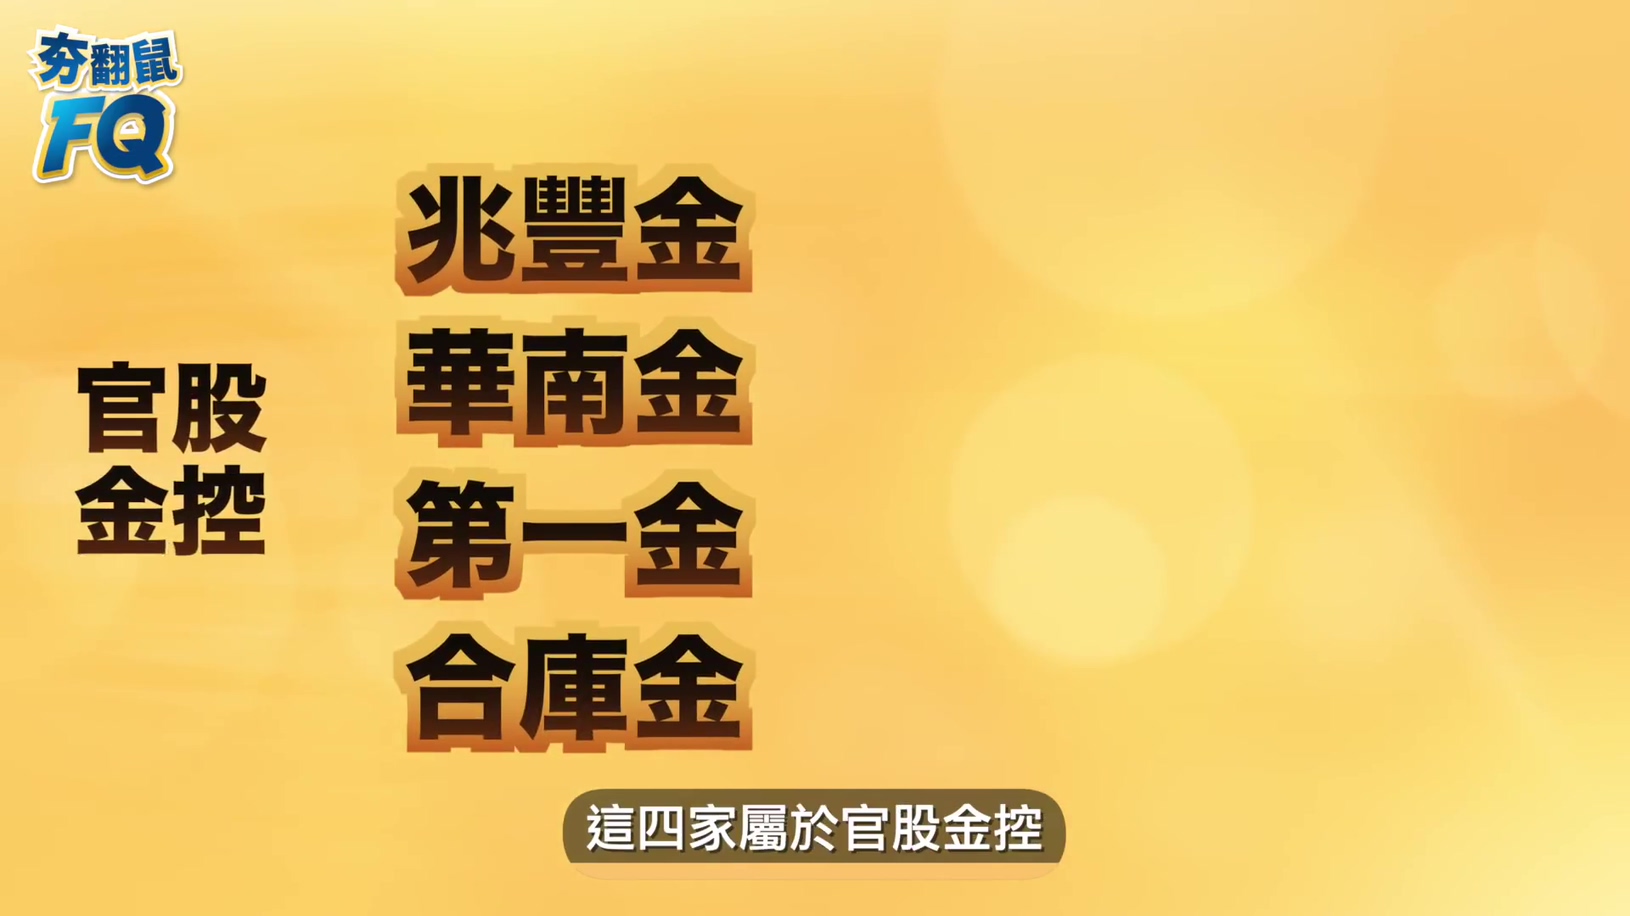 夯翻鼠
FQ
兆豐金
華南金
官股
金控
第一金
合庫金
這四家屬於官股金控